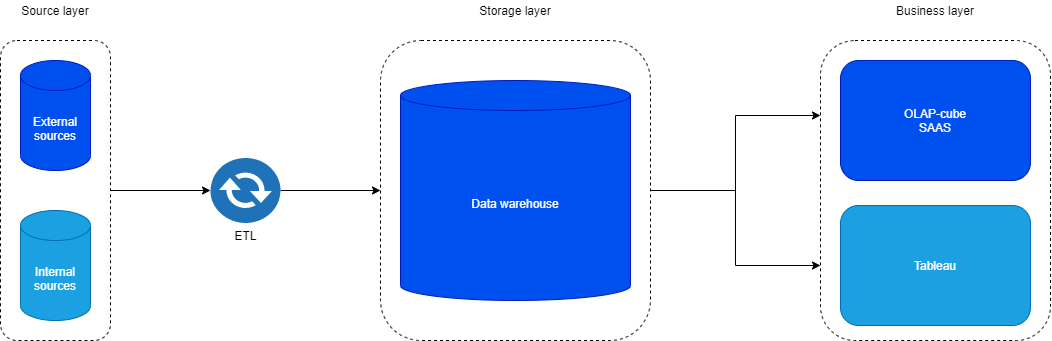 Source layer
Storage layer
Business layer
External
sources
Internal
sources
ETL
Data warehouse
OLAP-cube
SAAS
Tableau